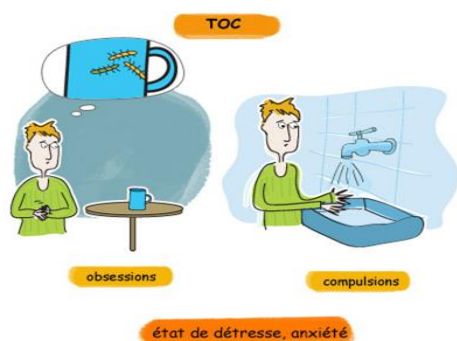 TOC
obsessions
compulsions
état de détresse, anxiété